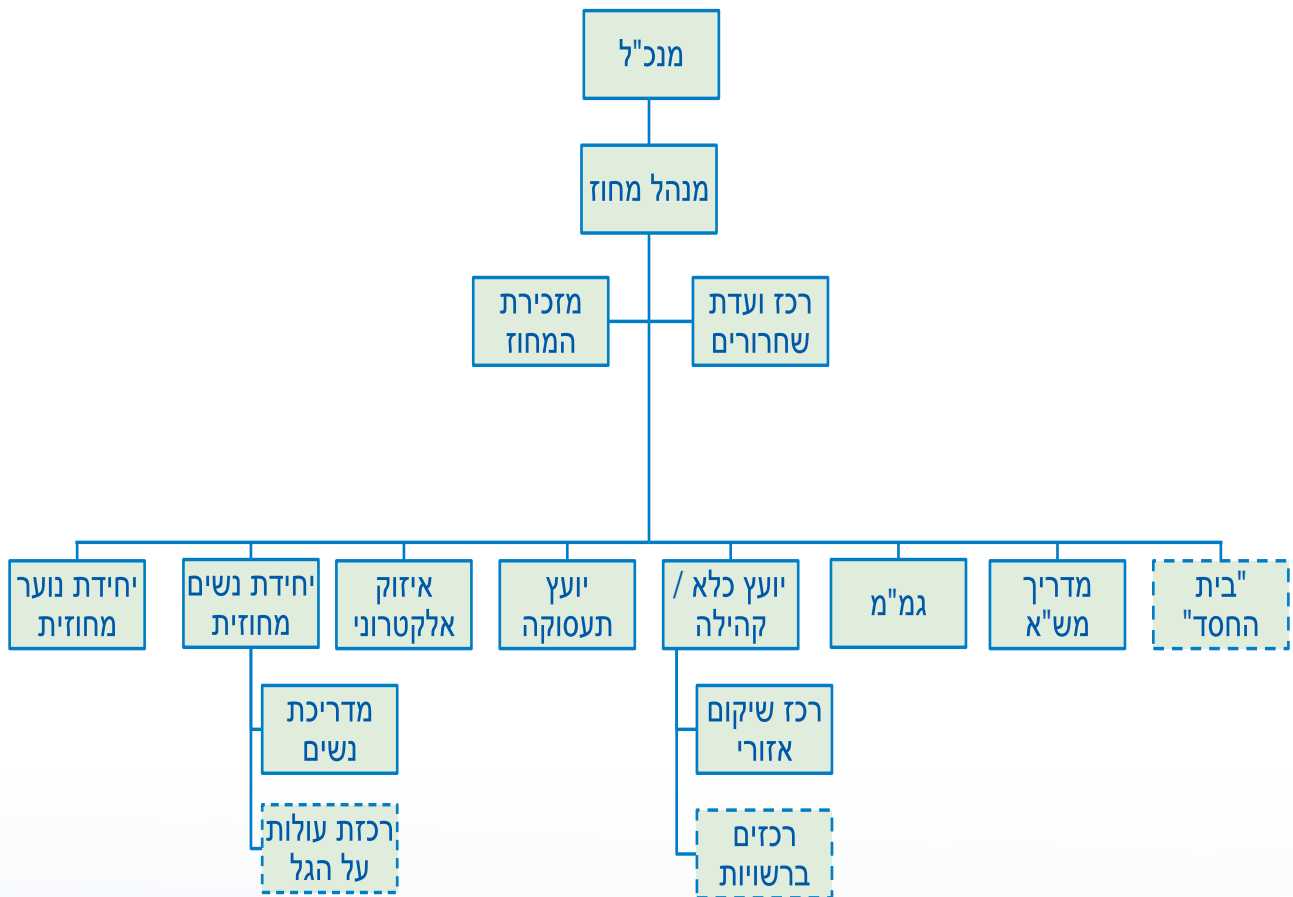 מנכ"ל
מנהל מחוז
רכז ועדת
שחרורים
מזכירת
המחוז
"בית
החסד"
מדריך
מש"א
גמ"מ
יועץ כלא /
קהילה
יועץ
תעסוקה
איזוק
אלקטרוני
יחידת נשים
מחוזית
יחידת נוער
מחוזית
רכז שיקום
אזורי
רכזים
ברשויות
מדריכת
נשים
רכזת עולות
על הגל